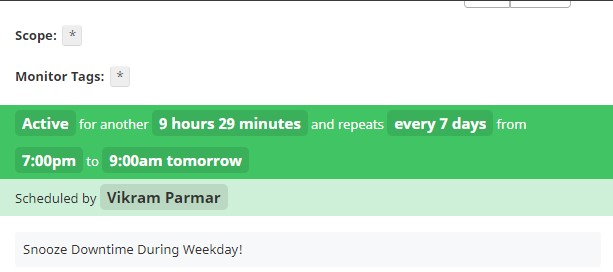 Scope: *
Monitor Tags: *
Active for another 9 hours 29 minutes and repeats every 7 days from
7:00pm to 9:00am tomorrow
Scheduled by Vikram Parmar
Snooze Downtime During Weekday!